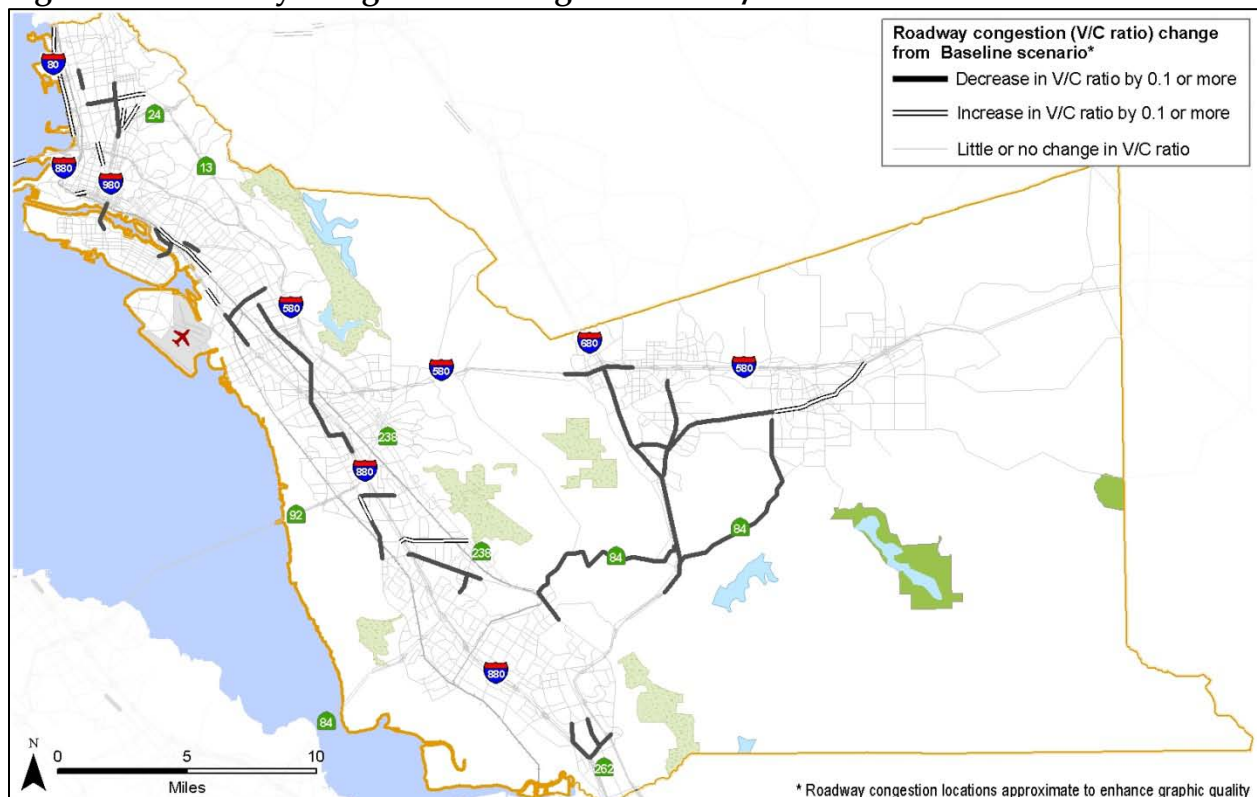 Roadway congestion (V/C ratio) change
from Baseline scenario*
Decrease in V/C ratio by 0.1 or more
Increase in V/C ratio by 0.1 or more
Little or no change in V/C ratio
80
24
13
880
980
580
680
580
580
238
880
92
238
84
84
880
84
262
N
0 5 10
Miles
* Roadway congestion locations approximate to enhance graphic quality